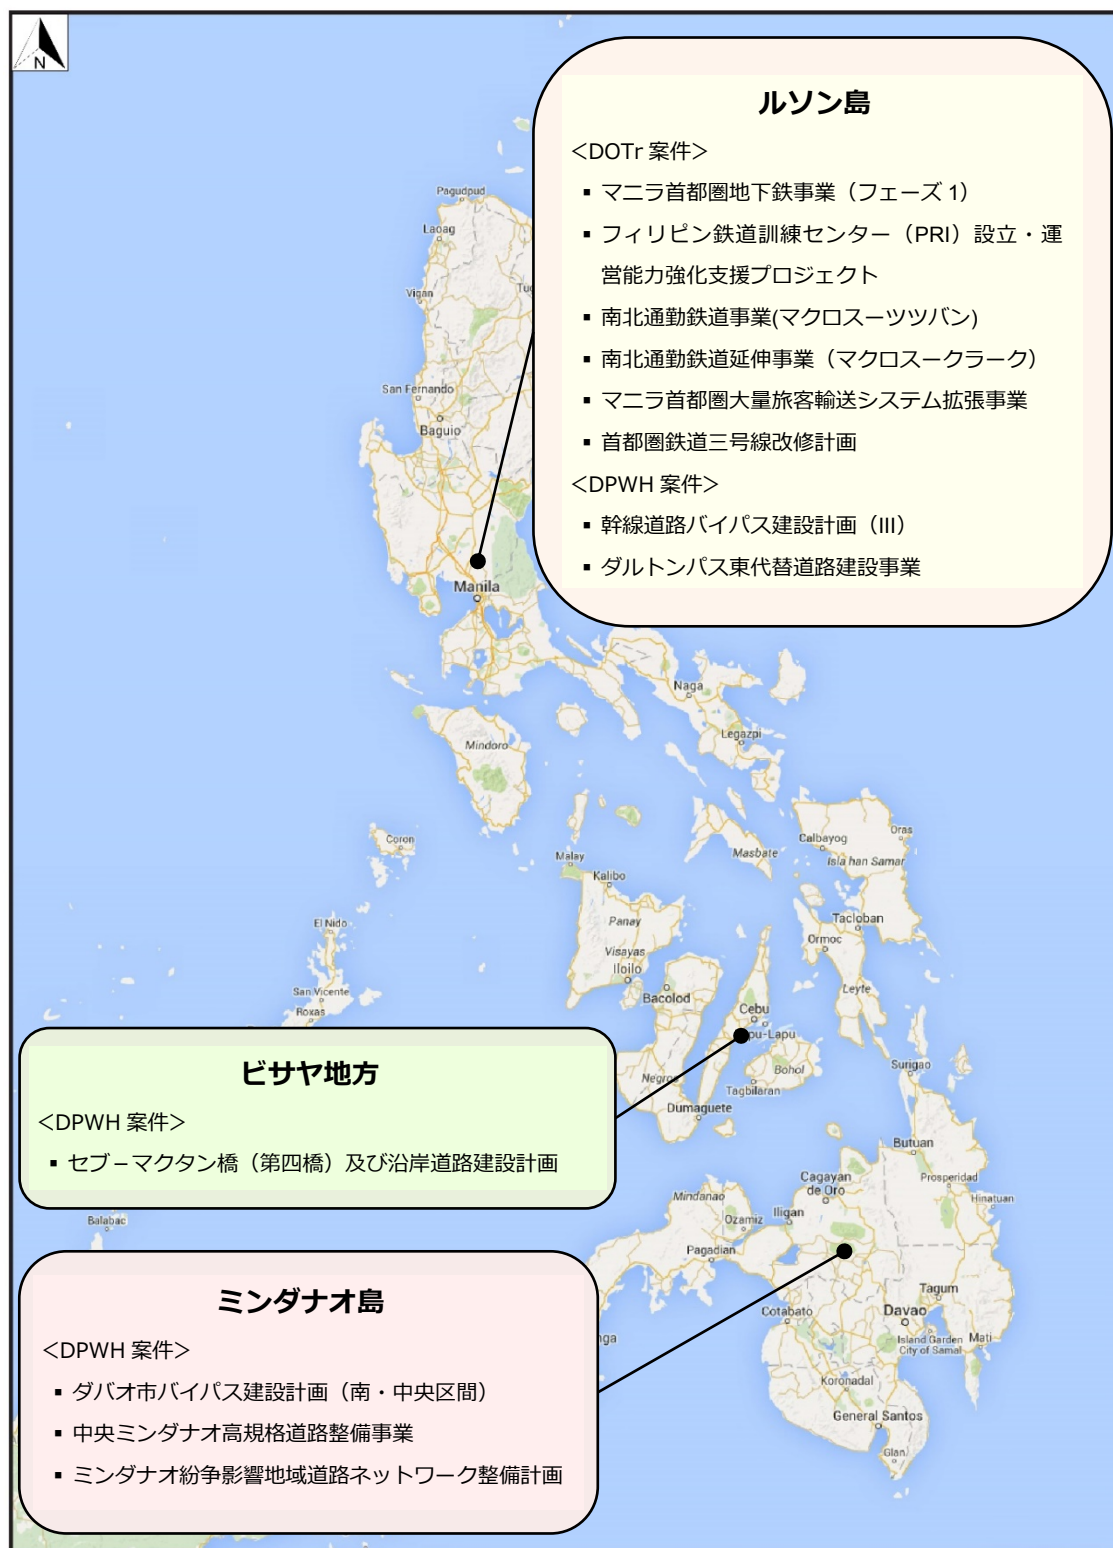 N
ルソン島
<DOTr 案件>
▪ マニラ首都圏地下鉄事業（フェーズ 1）
▪ フィリピン鉄道訓練センター（PRI）設立・運
営能力強化支援プロジェクト
▪ 南北通勤鉄道事業(マクロスーツツバン)
▪ 南北通勤鉄道延伸事業（マクロスークラーク）
▪ マニラ首都圏大量旅客輸送システム拡張事業
▪ 首都圏鉄道三号線改修計画
<DPWH 案件>
▪ 幹線道路バイパス建設計画（III）
▪ ダルトンパス東代替道路建設事業
Pagudpud
Laoag
Vigan
Tug
San Fernando
Baguio
Manila
Naga
Legazpi
Mindoro
Calbayog
Oras
Isla han Samar
Masbate
Coron
Malay
Kalibo
Panay
Visayas
Iloilo
Tacloban
Ormoc
Leyte
El Nido
San Vicente
Roxas
Bacolod
Cebu
pu-Lapu
Bohol
Negros
Tagbilaran
Dumaguete
Surigao
ビサヤ地方
<DPWH 案件>
▪ セブ－マクタン橋（第四橋）及び沿岸道路建設計画
Butuan
Cagayan
de Oro
Prosperidad
Hinatuan
Mindanao
Iligan
Ozamiz
Pagadian
Balabac
Tagum
Davao
Cotabato
Island Garden
City of Samal
Mati
nga
Koronadal
General Santos
Glan
ミンダナオ島
<DPWH 案件>
▪ ダバオ市バイパス建設計画（南・中央区間）
▪ 中央ミンダナオ高規格道路整備事業
▪ ミンダナオ紛争影響地域道路ネットワーク整備計画